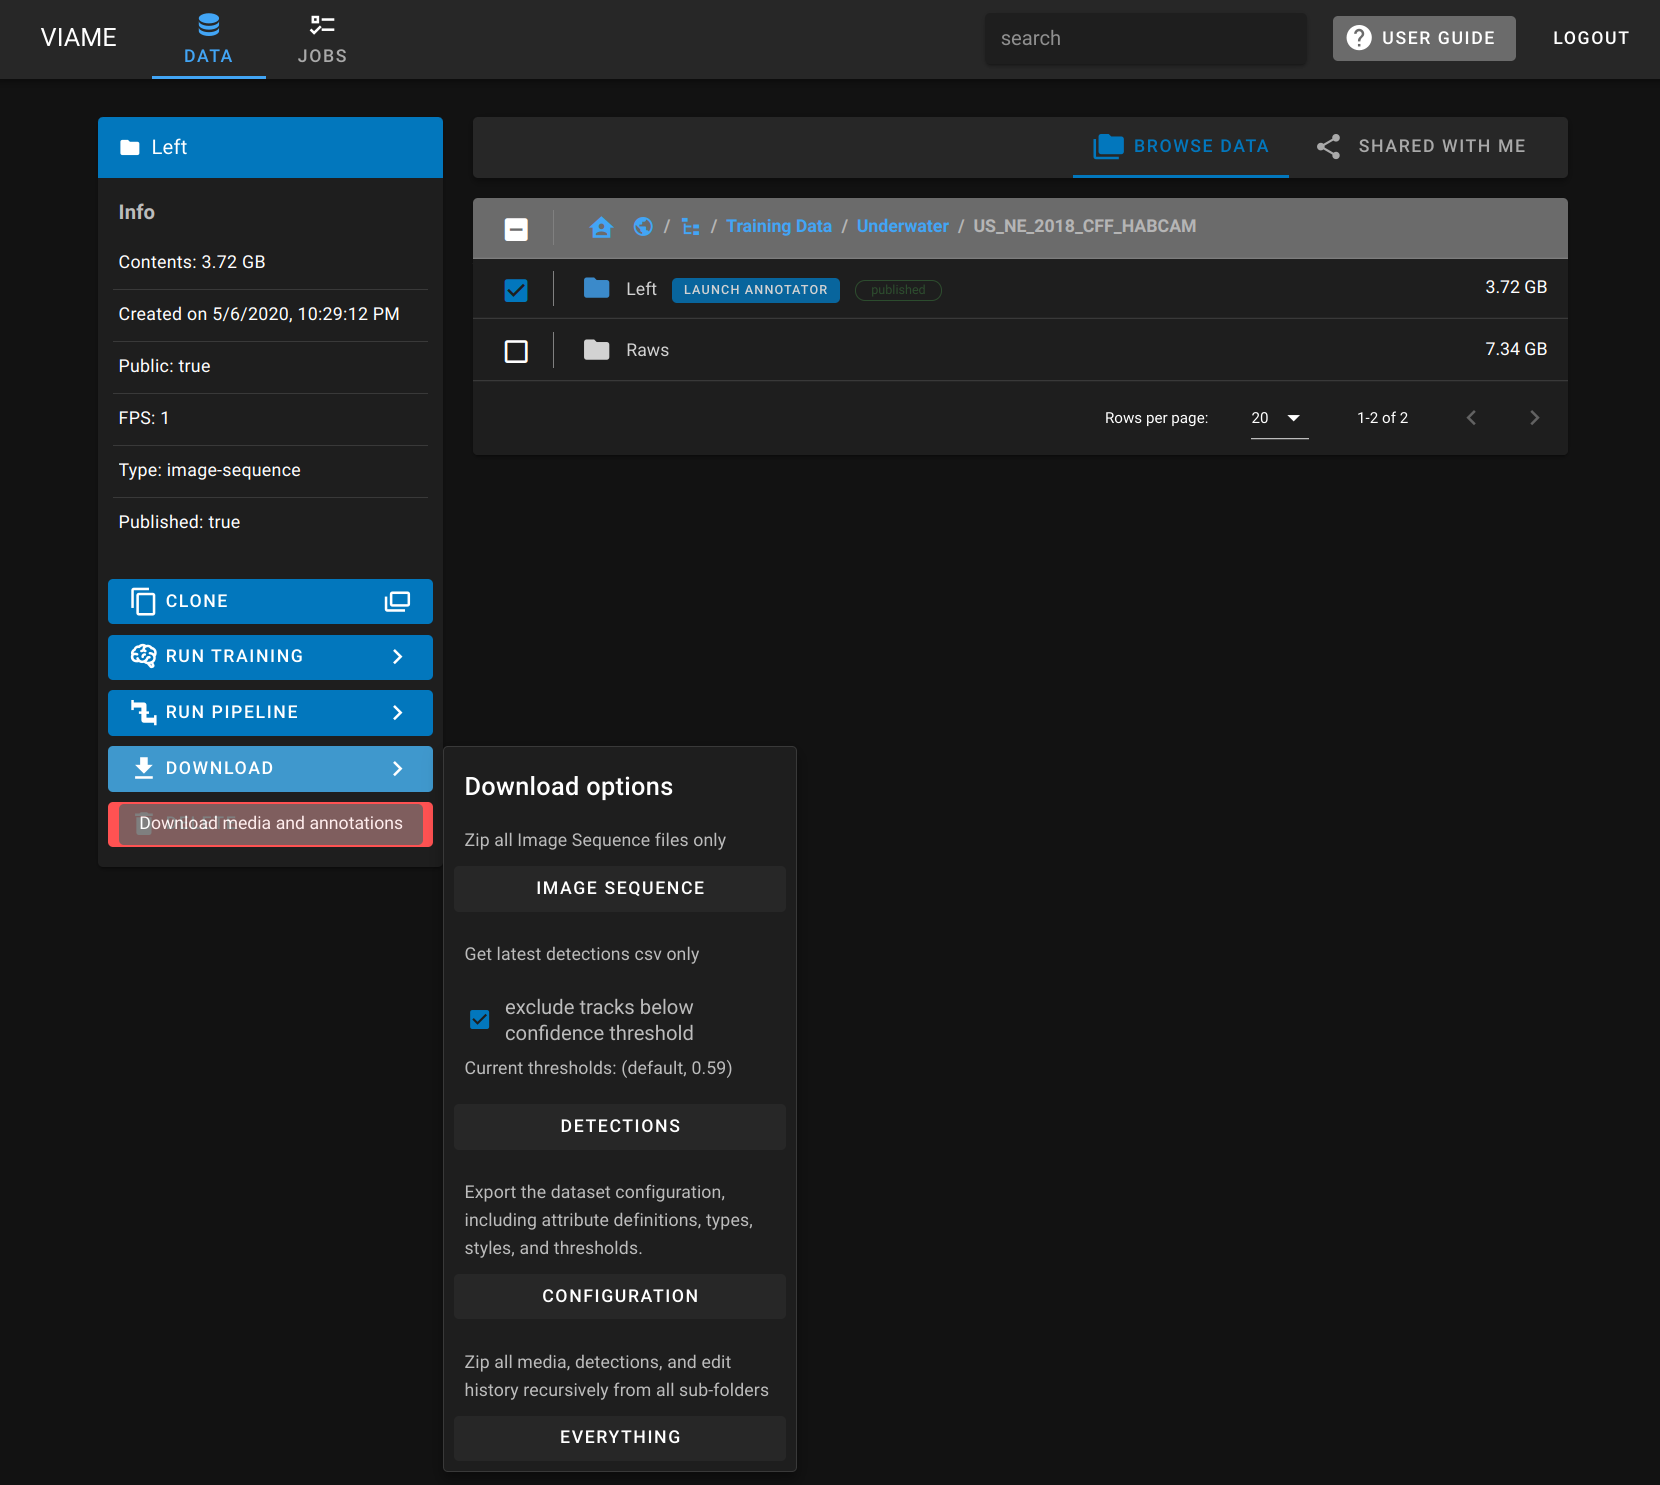 VIAME
DATA
JOBS
search
USER GUIDE
LOGOUT
Left
Info
Contents: 3.72 GB
Created on 5/6/2020, 10:29:12 PM
Public: true
FPS: 1
Type: image-sequence
Published: true
CLONE
RUN TRAINING
RUN PIPELINE
DOWNLOAD
Download media and annotations
BROWSE DATA
SHARED WITH ME
/ / Training Data / Underwater / US_NE_2018_CFF_HABCAM
Left LAUNCH ANNOTATOR published 3.72 GB
Raws 7.34 GB
Rows per page: 20 1-2 of 2
Download options
Zip all Image Sequence files only
IMAGE SEQUENCE
Get latest detections csv only
exclude tracks below
confidence threshold
Current thresholds: (default, 0.59)
DETECTIONS
Export the dataset configuration,
including attribute definitions, types,
styles, and thresholds.
CONFIGURATION
Zip all media, detections, and edit
history recursively from all sub-folders
EVERYTHING